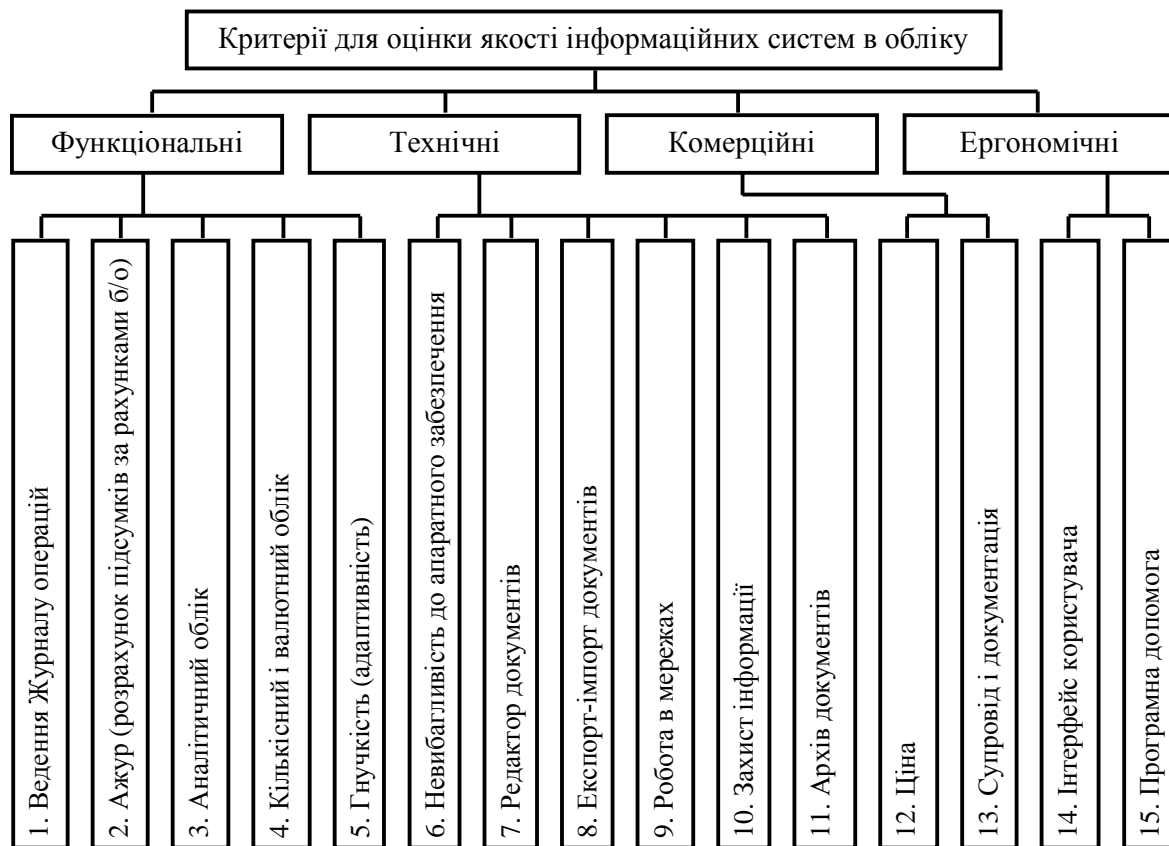 Критерії для оцінки якості інформаційних систем в обліку
Функціональні
Технічні
Комерційні
Ергономічні
1. Ведення Журналу операцій
2. Ажур (розрахунок підсумків за рахунками б/о)
3. Аналітичний облік
4. Кількісний і валютний облік
5. Гнучкість (адаптивність)
6. Невибагливість до апаратного забезпечення
7. Редактор документів
8. Експорт-імпорт документів
9. Робота в мережах
10. Захист інформації
11. Архів документів
12. Ціна
13. Супровід і документація
14. Інтерфейс користувача
15. Програмна допомога